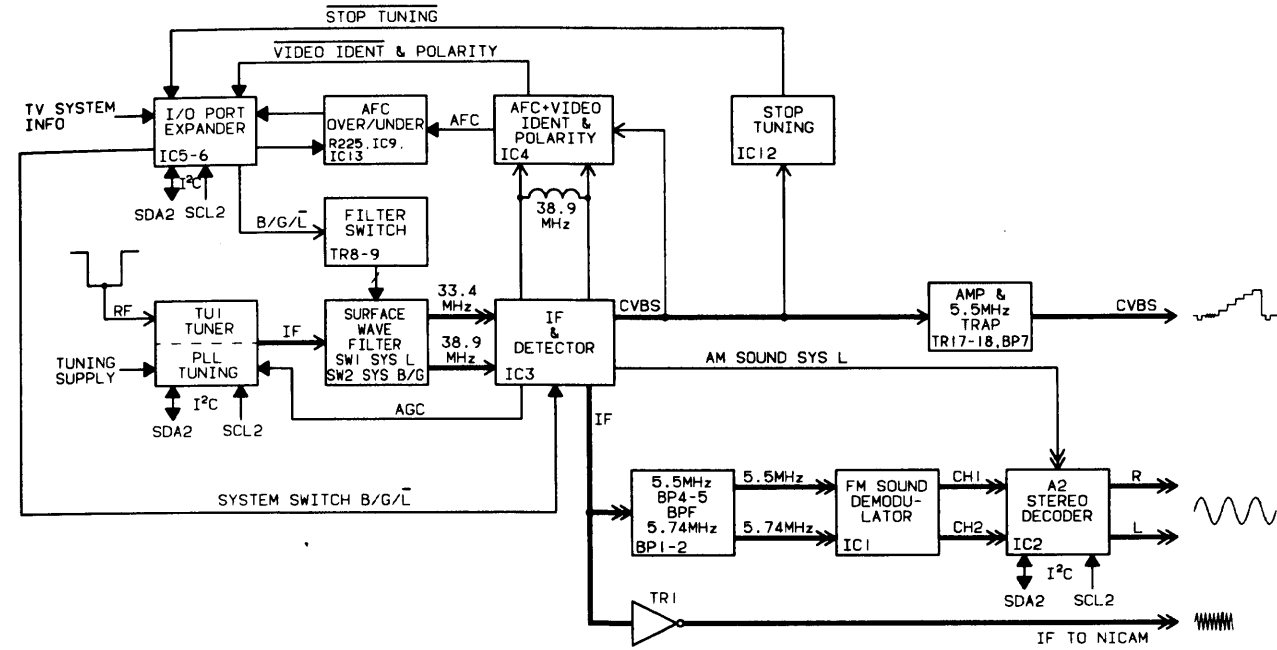 STOP TUNING
VIDEO IDENT & POLARITY
TV SYSTEM
INFO
I/O PORT
EXPANDER
IC5-6
AFC
OVER/UNDER
R225, IC9,
IC13
AFC
AFC+VIDEO
IDENT &
POLARITY
IC4
STOP
TUNING
IC12
I²C
SDA2
SCL2
B/G/L̅
FILTER
SWITCH
TR8-9
38.9
MHz
RF
TU1
TUNER
PLL
TUNING
TUNING
SUPPLY
I²C
SDA2
SCL2
IF
SURFACE
WAVE
FILTER
SW1 SYS L
SW2 SYS B/G
33.4
MHz
38.9
MHz
IF
&
DETECTOR
IC3
CVBS
AMP &
5.5MHz
TRAP
TR17-18,BP7
CVBS
AM SOUND SYS L
AGC
IF
SYSTEM SWITCH B/G/L̅
5.5MHz
BP4-5
BPF
5.74MHz
BP1-2
5.5MHz
5.74MHz
FM SOUND
DEMODU-
LATOR
IC1
CH1
CH2
A2
STEREO
DECODER
IC2
R
L
I²C
SDA2
SCL2
TR1
IF TO NICAM